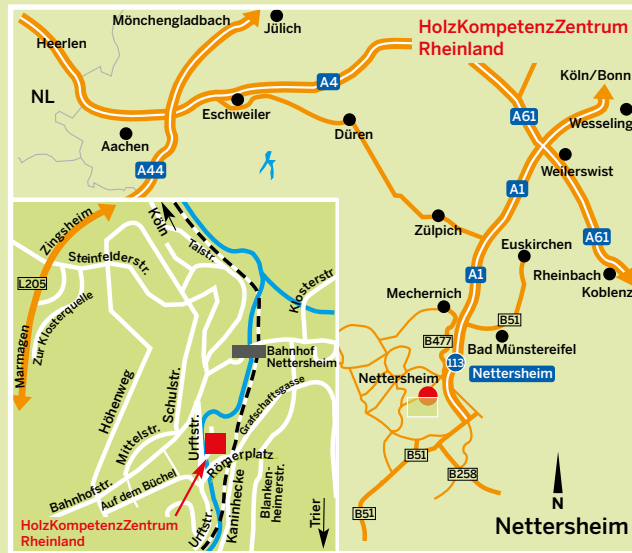 Mönchengladbach
Jülich
HolzKompetenzZentrum
Rheinland
Heerlen
NL
A4
Köln/Bonn
A61
Wesseling
Eschweiler
Düren
Aachen
A44
Weilerswist
A1
Zülpich
A61
Euskirchen
A1
Rheinbach
Koblenz
Mechernich
B51
B477
Bad Münstereifel
113
Nettersheim
Nettersheim
B51
B258
B51
N
Nettersheim
Zingsheim
Köln
Talstr.
Steinfelderstr.
L205
Zur Klosterquelle
Klosterstr
Marmagen
Bahnhof
Nettersheim
Höhenweg
Schulstr.
Grafschaftsgasse
Mittelstr.
Urftstr.
Römerplatz
Bahnhofstr.
Auf dem Büchel
Kaninhecke
Blanken-
heimerstr.
Urftstr.
Trier
HolzKompetenzZentrum
Rheinland